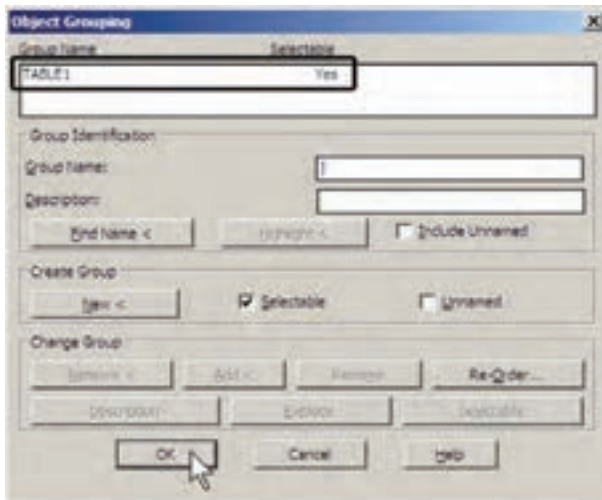 Object Grouping
Group Name Selectable
TABLE1 Yes
Group Identification
Group Name:
Description:
Find Name < Highlight < Include Unnamed
Create Group
New < Selectable Unnamed
Change Group
Remove < Add < Rename Re-Order...
Description Explode Selectable
OK Cancel Help